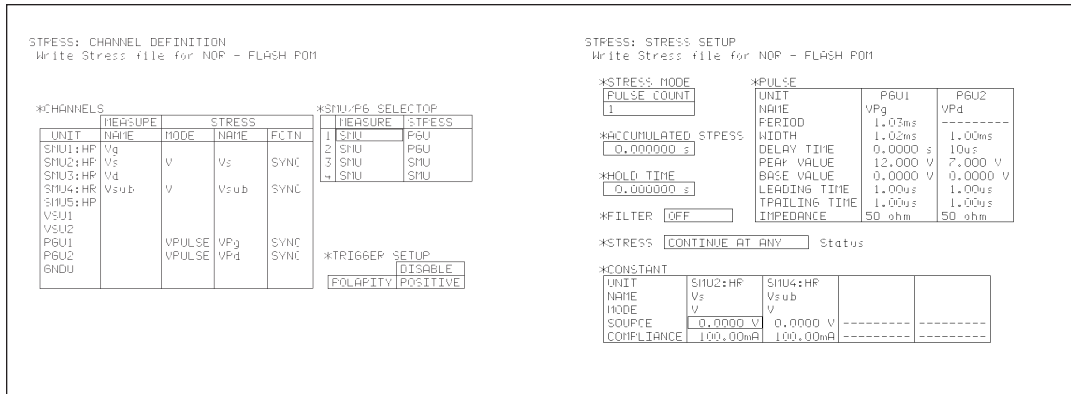 STRESS: CHANNEL DEFINITION
Write Stress file for NOR - FLASH ROM
*CHANNELS
MEASURE STRESS
UNIT NAME MODE NAME FCTN
SMU1:HR Vg
SMU2:HR Vs V Vs SYNC
SMU3:HR Vd
SMU4:HR Vsub V Vsub SYNC
SMU5:HR
VSU1
VSU2
PGU1 VPULSE VPg SYNC
PGU2 VPULSE VPd SYNC
GNDU
*SMU/PG SELECTOR
MEASURE STRESS
1 SMU PGU
2 SMU PGU
3 SMU SMU
4 SMU SMU
*TRIGGER SETUP
DISABLE
POLARITY POSITIVE
STRESS: STRESS SETUP
Write Stress file for NOR - FLASH ROM
*STRESS MODE
PULSE COUNT
1
*ACCUMULATED STRESS
0.000000 s
*HOLD TIME
0.000000 s
*FILTER OFF
*PULSE
UNIT PGU1 PGU2
NAME VPg VPd
PERIOD 1.03ms ---------
WIDTH 1.02ms 1.00ms
DELAY TIME 0.0000 s 10us
PEAK VALUE 12.000 V 7.000 V
BASE VALUE 0.0000 V 0.0000 V
LEADING TIME 1.00us 1.00us
TRAILING TIME 1.00us 1.00us
IMPEDANCE 50 ohm 50 ohm
*STRESS CONTINUE AT ANY Status
*CONSTANT
UNIT SMU2:HR SMU4:HR
NAME Vs Vsub
MODE V V
SOURCE 0.0000 V 0.0000 V --------- ---------
COMPLIANCE 100.00mA 100.00mA --------- ---------